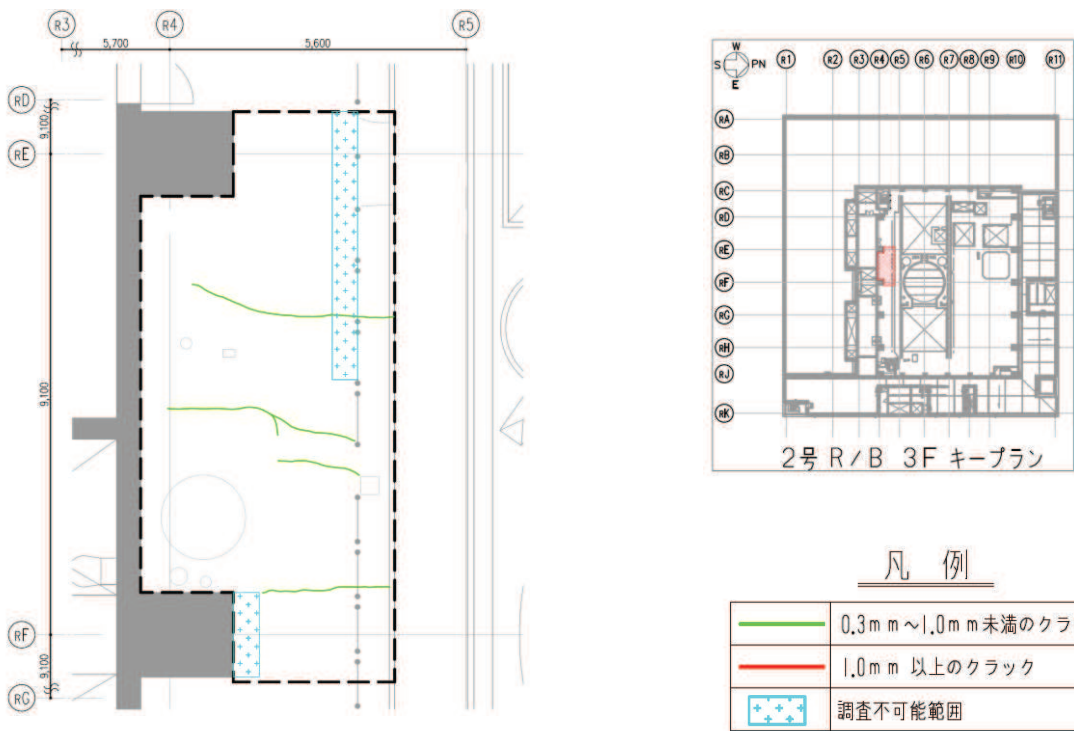 R3 R4 R5
5,700 5,600
RD
9,100
RE
9,100
RF
9,100
RG
W
S PN
E
R1 R2 R3 R4 R5 R6 R7 R8 R9 R10 R11
RA
RB
RC
RD
RE
RF
RG
RH
RJ
RK
2号 R/B 3F キープラン
凡 例
0.3mm～1.0mm未満のクラ
1.0mm 以上のクラック
調査不可能範囲